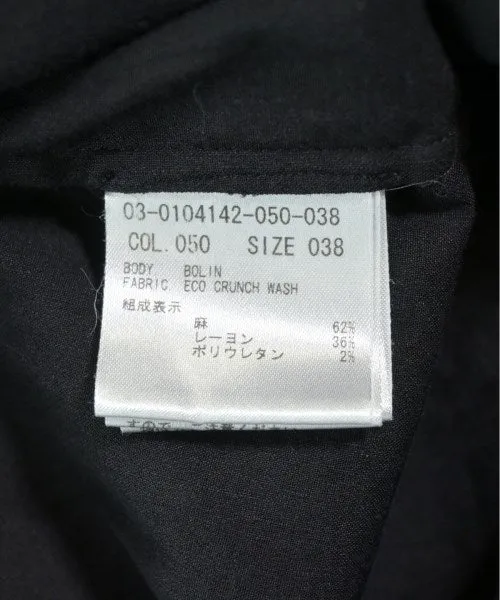 03-0104142-050-038
COL.050 SIZE 038
BODY. BOLIN
FABRIC. ECO CRUNCH WASH
組成表示
麻 62%
レーヨン 36%
ポリウレタン 2%